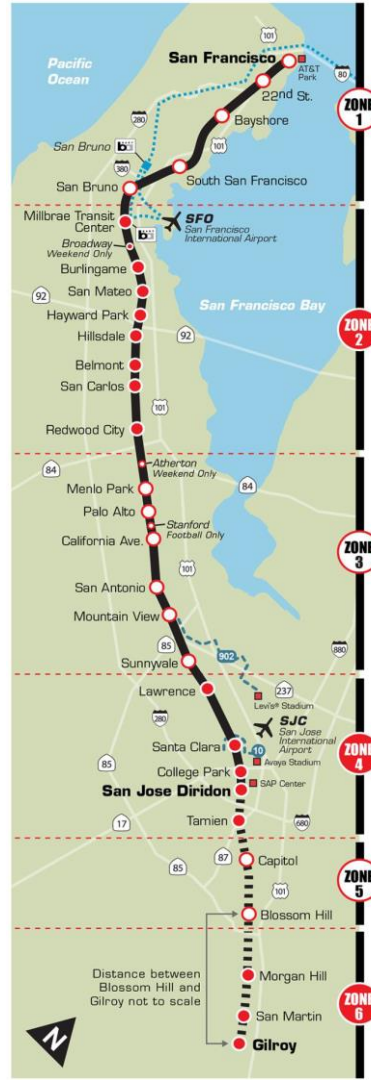 Pacific
Ocean
101
San Francisco
AT&T
Park
80
22nd St.
280
Bayshore
ZONE
1
101
San Bruno
ba
380
South San Francisco
San Bruno
Millbrae Transit
Center
ba
SFO
San Francisco
International Airport
Broadway
Weekend Only
Burlingame
92
San Mateo
San Francisco Bay
Hayward Park
ZONE
2
Hillsdale
92
Belmont
San Carlos
101
Redwood City
84
Atherton
Weekend Only
84
Menlo Park
Palo Alto
Stanford
Football Only
California Ave.
ZONE
3
101
San Antonio
Mountain View
880
85
902
Sunnyvale
237
Lawrence
Levi's® Stadium
280
SJC
San Jose
International
Airport
Santa Clara
10
Avaya Stadium
ZONE
4
85
College Park
SAP Center
San Jose Diridon
17
Tamien
680
87
Capitol
85
ZONE
5
101
Blossom Hill
Distance between
Blossom Hill and
Gilroy not to scale
Morgan Hill
ZONE
6
San Martin
N
Gilroy